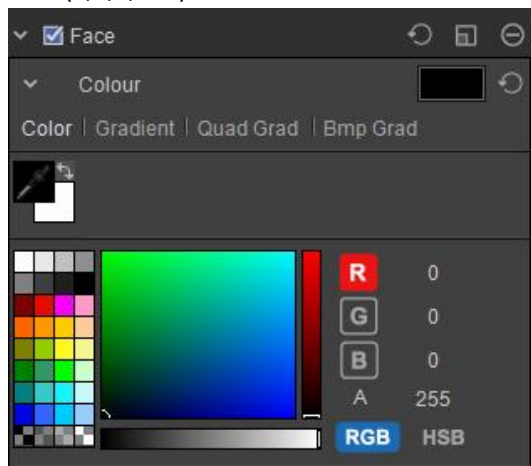 Face
Colour
Color | Gradient | Quad Grad | Bmp Grad
R 0
G 0
B 0
A 255
RGB HSB